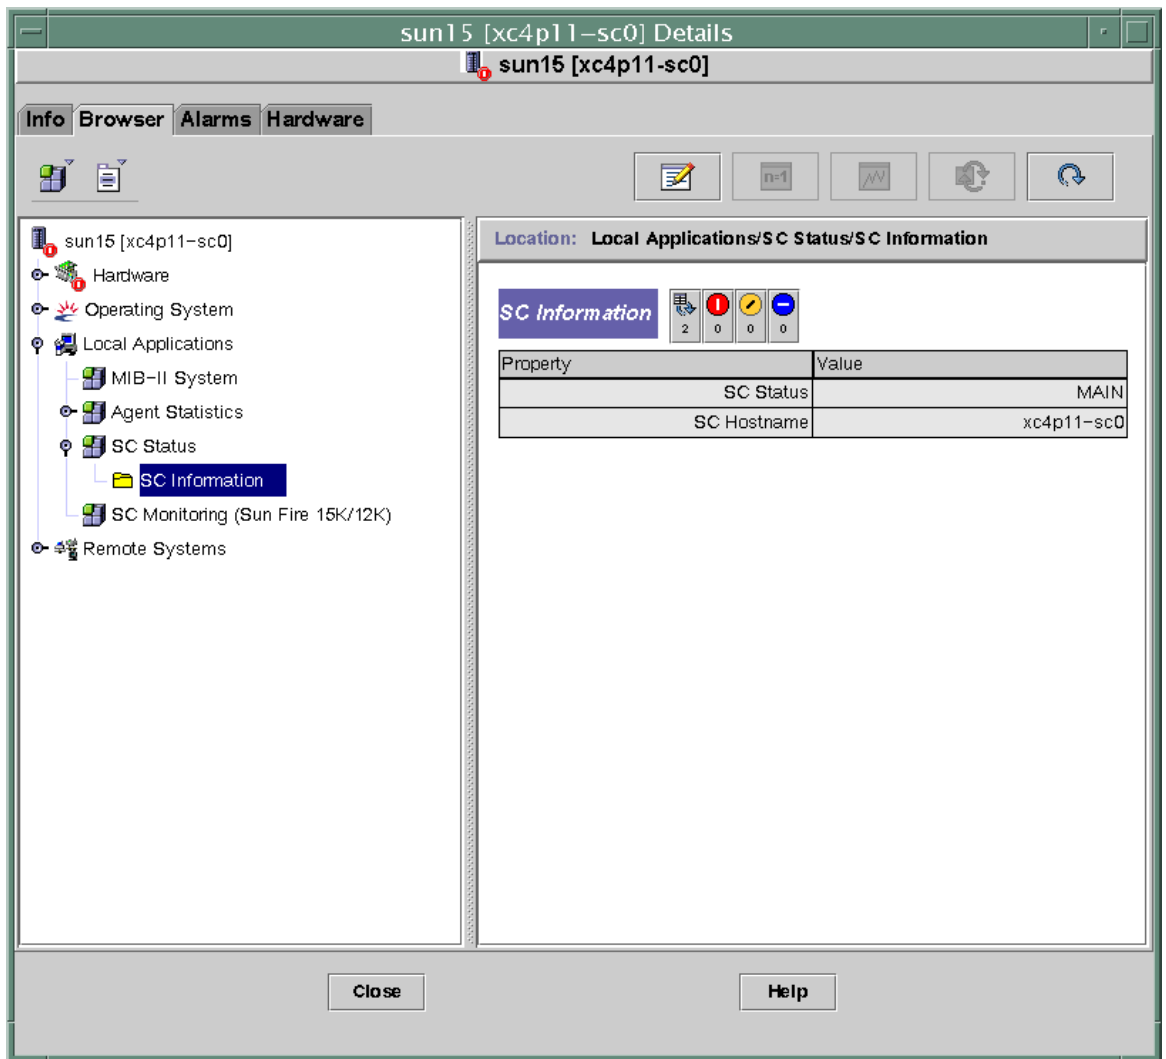 sun15 [xc4p11-sc0] Details
sun15 [xc4p11-sc0]
Info Browser Alarms Hardware
n=1
sun15 [xc4p11-sc0]
Hardware
Operating System
Local Applications
MIB-II System
Agent Statistics
SC Status
SC Information
SC Monitoring (Sun Fire 15K/12K)
Remote Systems
Location: Local Applications/SC Status/SC Information
SC Information
2 0 0 0
Property Value
SC Status MAIN
SC Hostname xc4p11-sc0
Close Help